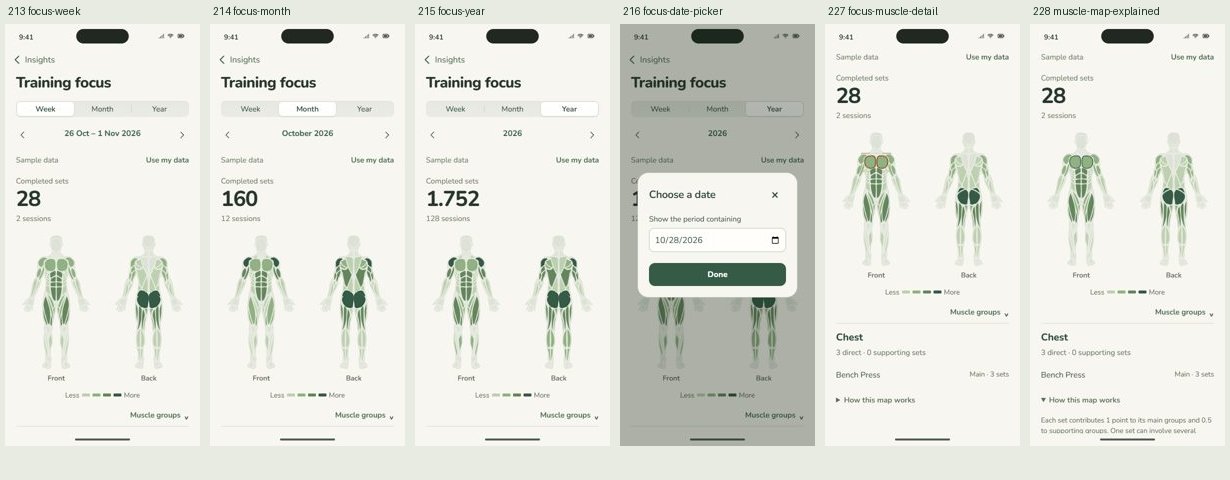 213 focus-week
9:41
Insights
Training focus
Week Month Year
26 Oct – 1 Nov 2026
Sample data Use my data
Completed sets
28
2 sessions
Front Back
Less More
Muscle groups
214 focus-month
9:41
Insights
Training focus
Week Month Year
October 2026
Sample data Use my data
Completed sets
160
12 sessions
Front Back
Less More
Muscle groups
215 focus-year
9:41
Insights
Training focus
Week Month Year
2026
Sample data Use my data
Completed sets
1.752
128 sessions
Front Back
Less More
Muscle groups
216 focus-date-picker
9:41
Insights
Training focus
Week Month Year
2026
Sample data Use my data
Choose a date
Show the period containing
10/28/2026
Done
Front Back
Less More
Muscle groups
227 focus-muscle-detail
9:41
Sample data Use my data
Completed sets
28
2 sessions
Front Back
Less More
Muscle groups
Chest
3 direct · 0 supporting sets
Bench Press Main · 3 sets
How this map works
228 muscle-map-explained
9:41
Sample data Use my data
Completed sets
28
2 sessions
Front Back
Less More
Muscle groups
Chest
3 direct · 0 supporting sets
Bench Press Main · 3 sets
How this map works
Each set contributes 1 point to its main groups and 0.5
to supporting groups. One set can involve several